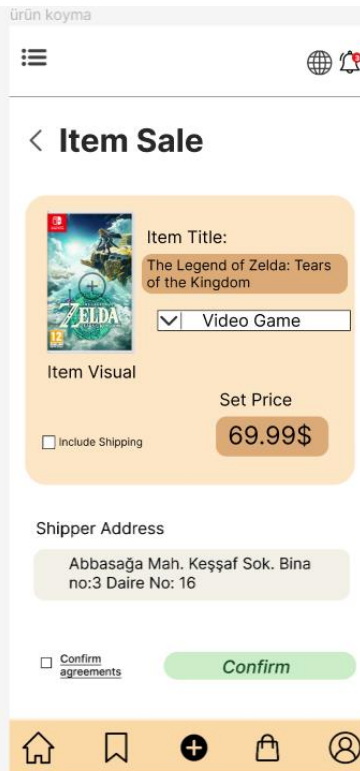 ürün koyma
Item Sale
Item Title:
The Legend of Zelda: Tears
of the Kingdom
Video Game
ZELDA
12
Item Visual
Set Price
69.99$
Include Shipping
Shipper Address
Abbasağa Mah. Keşşaf Sok. Bina
no:3 Daire No: 16
Confirm
agreements
Confirm